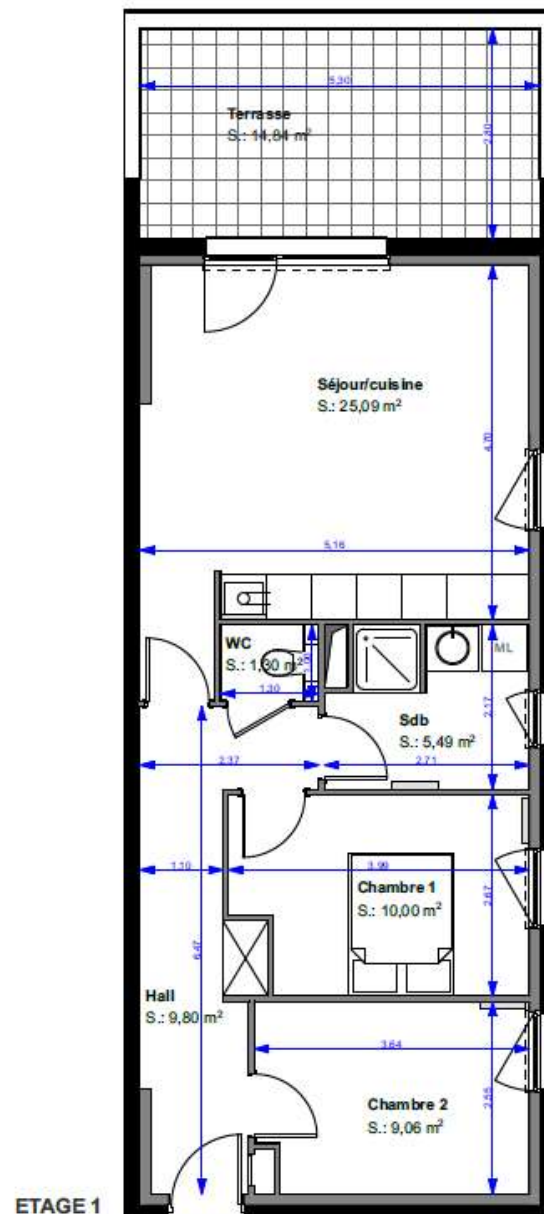 5,30
Terrasse
S.: 14,84 m²
2,80
Séjour/cuisine
S.: 25,09 m²
4,70
5,16
WC
S.: 1,30 m²
1,00
1,30
ML
Sdb
S.: 5,49 m²
2,17
2,37
2,71
1,10
3,99
Chambre 1
S.: 10,00 m²
2,67
6,47
Hall
S.: 9,80 m²
3,64
Chambre 2
S.: 9,06 m²
2,55
ETAGE 1